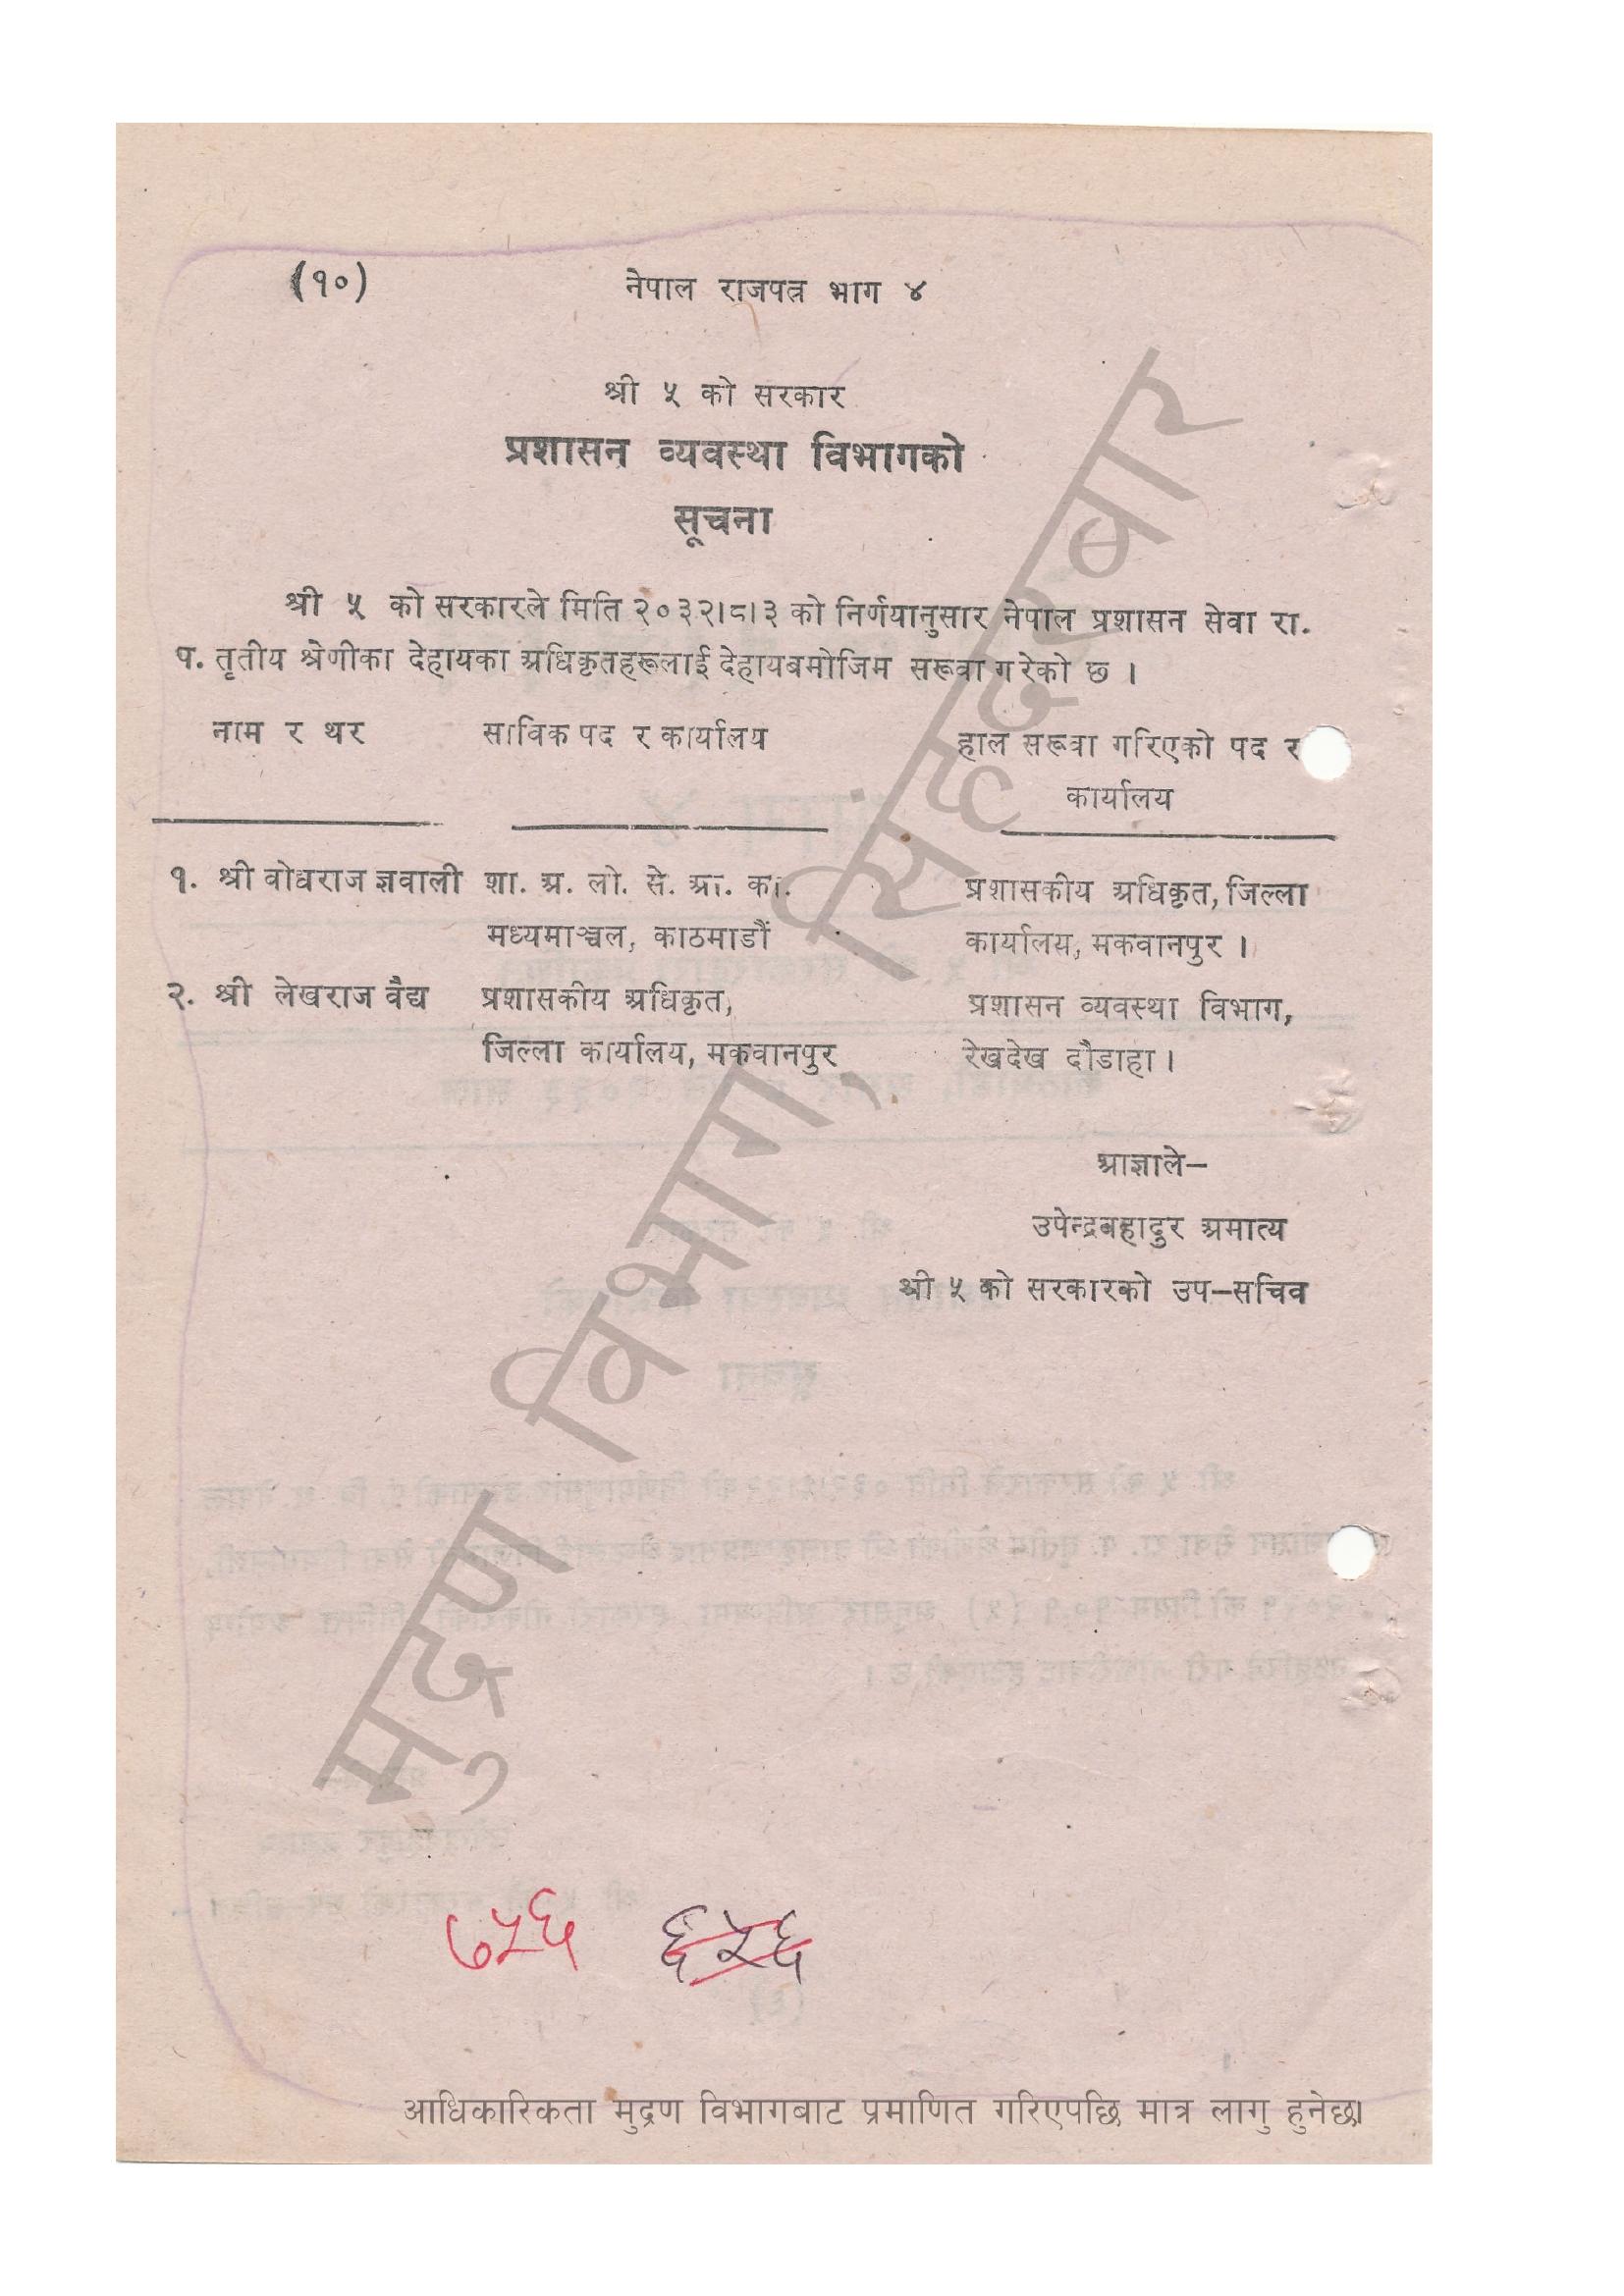 (१०)
नेपाल राजपत्र भाग ४
श्री ५ को सरकार
प्रशासन व्यवस्था विभागको
सूचना
श्री ५ को सरकारले मिति २०३२।८।३ को निर्णयानुसार नेपाल प्रशासन सेवा रा.
प. तृतीय श्रेणीका देहायका अधिकृतहरूलाई देहायबमोजिम सरूवा गरेको छ ।
नाम र थर साविक पद र कार्यालय हाल सरूवा गरिएको पद र
कार्यालय
१. श्री वोधराज ज्ञवाली शा. अ. लो. से. आ. का. प्रशासकीय अधिकृत, जिल्ला
मध्यमाञ्चल, काठमाडौं कार्यालय, मकवानपुर ।
२. श्री लेखराज वैद्य प्रशासकीय अधिकृत, प्रशासन व्यवस्था विभाग,
जिल्ला कार्यालय, मकवानपुर रेखदेख दौडाहा ।
आज्ञाले–
उपेन्द्रबहादुर अमात्य
श्री ५ को सरकारको उप–सचिव
मुद्रण विभाग, सिंहदरबार
७५६ ६५६
आधिकारिकता मुद्रण विभागबाट प्रमाणित गरिएपछि मात्र लागु हुनेछ।